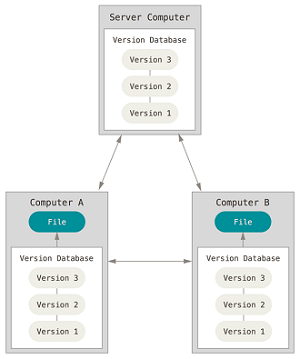 Server Computer
Version Database
Version 3
Version 2
Version 1
Computer A
File
Version Database
Version 3
Version 2
Version 1
Computer B
File
Version Database
Version 3
Version 2
Version 1